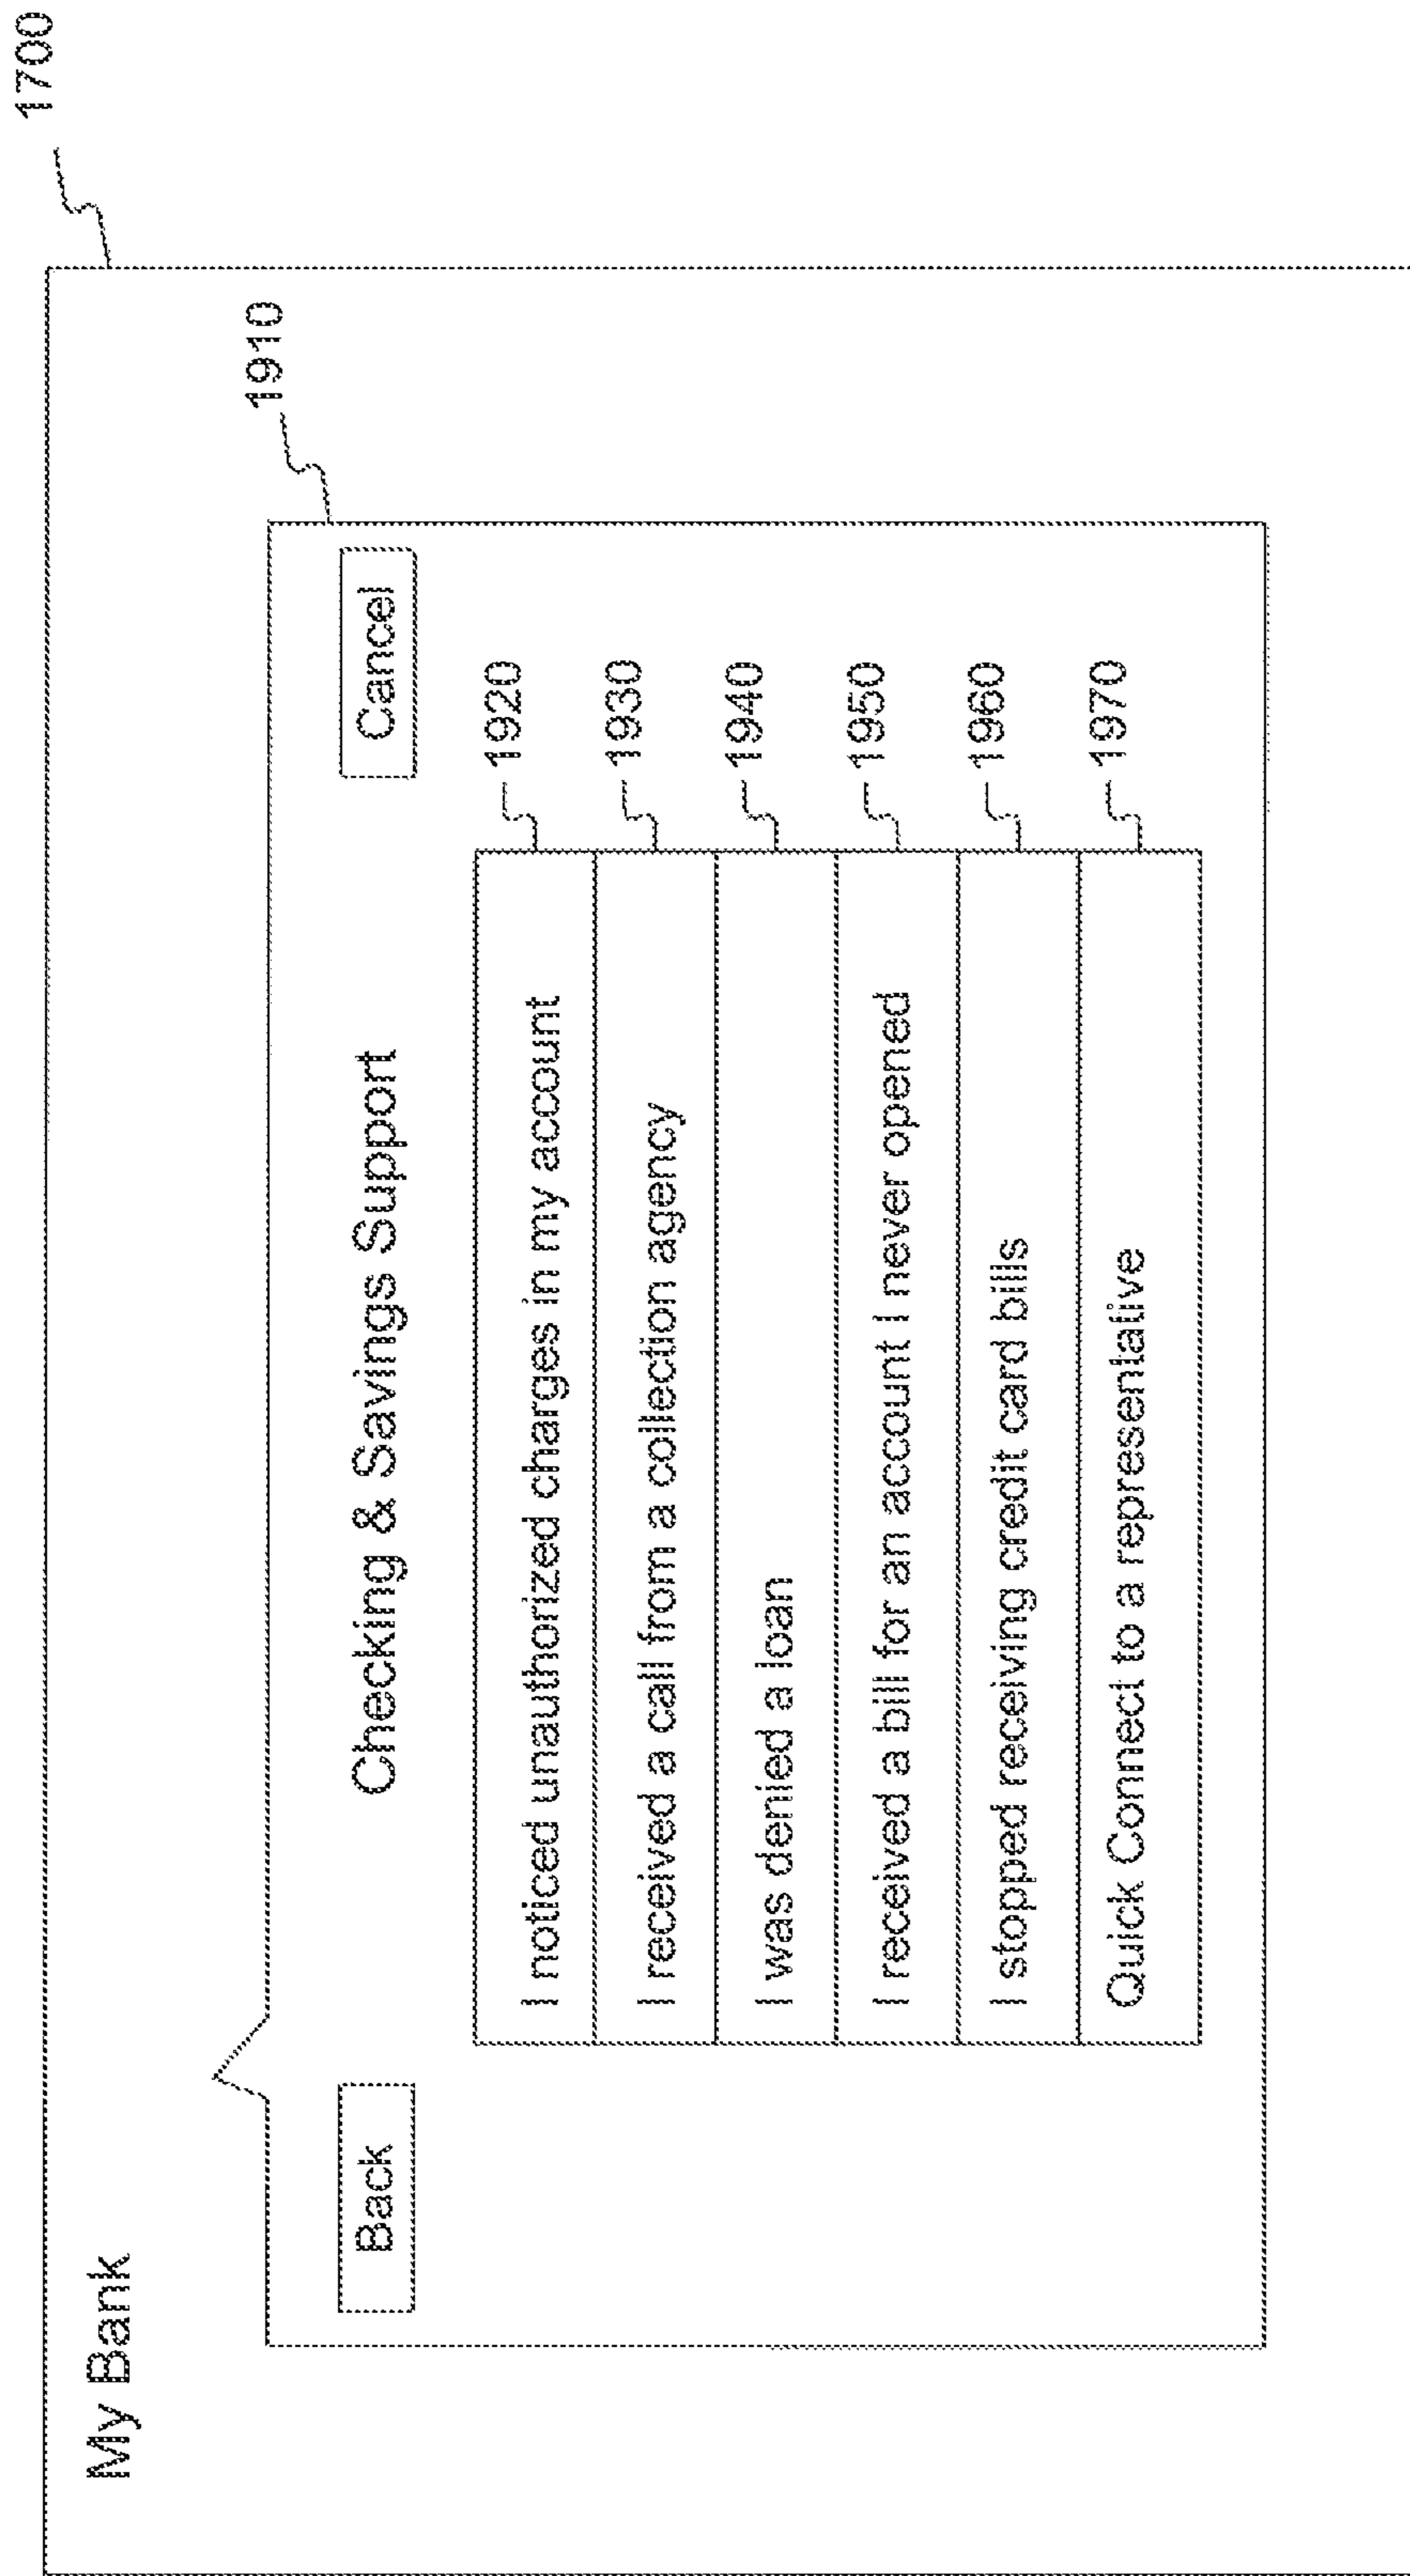 1700
My Bank
1910
Back
Checking & Savings Support
Cancel
I noticed unauthorized charges in my account
1920
I received a call from a collection agency
1930
I was denied a loan
1940
I received a bill for an account I never opened
1950
I stopped receiving credit card bills
1960
Quick Connect to a representative
1970